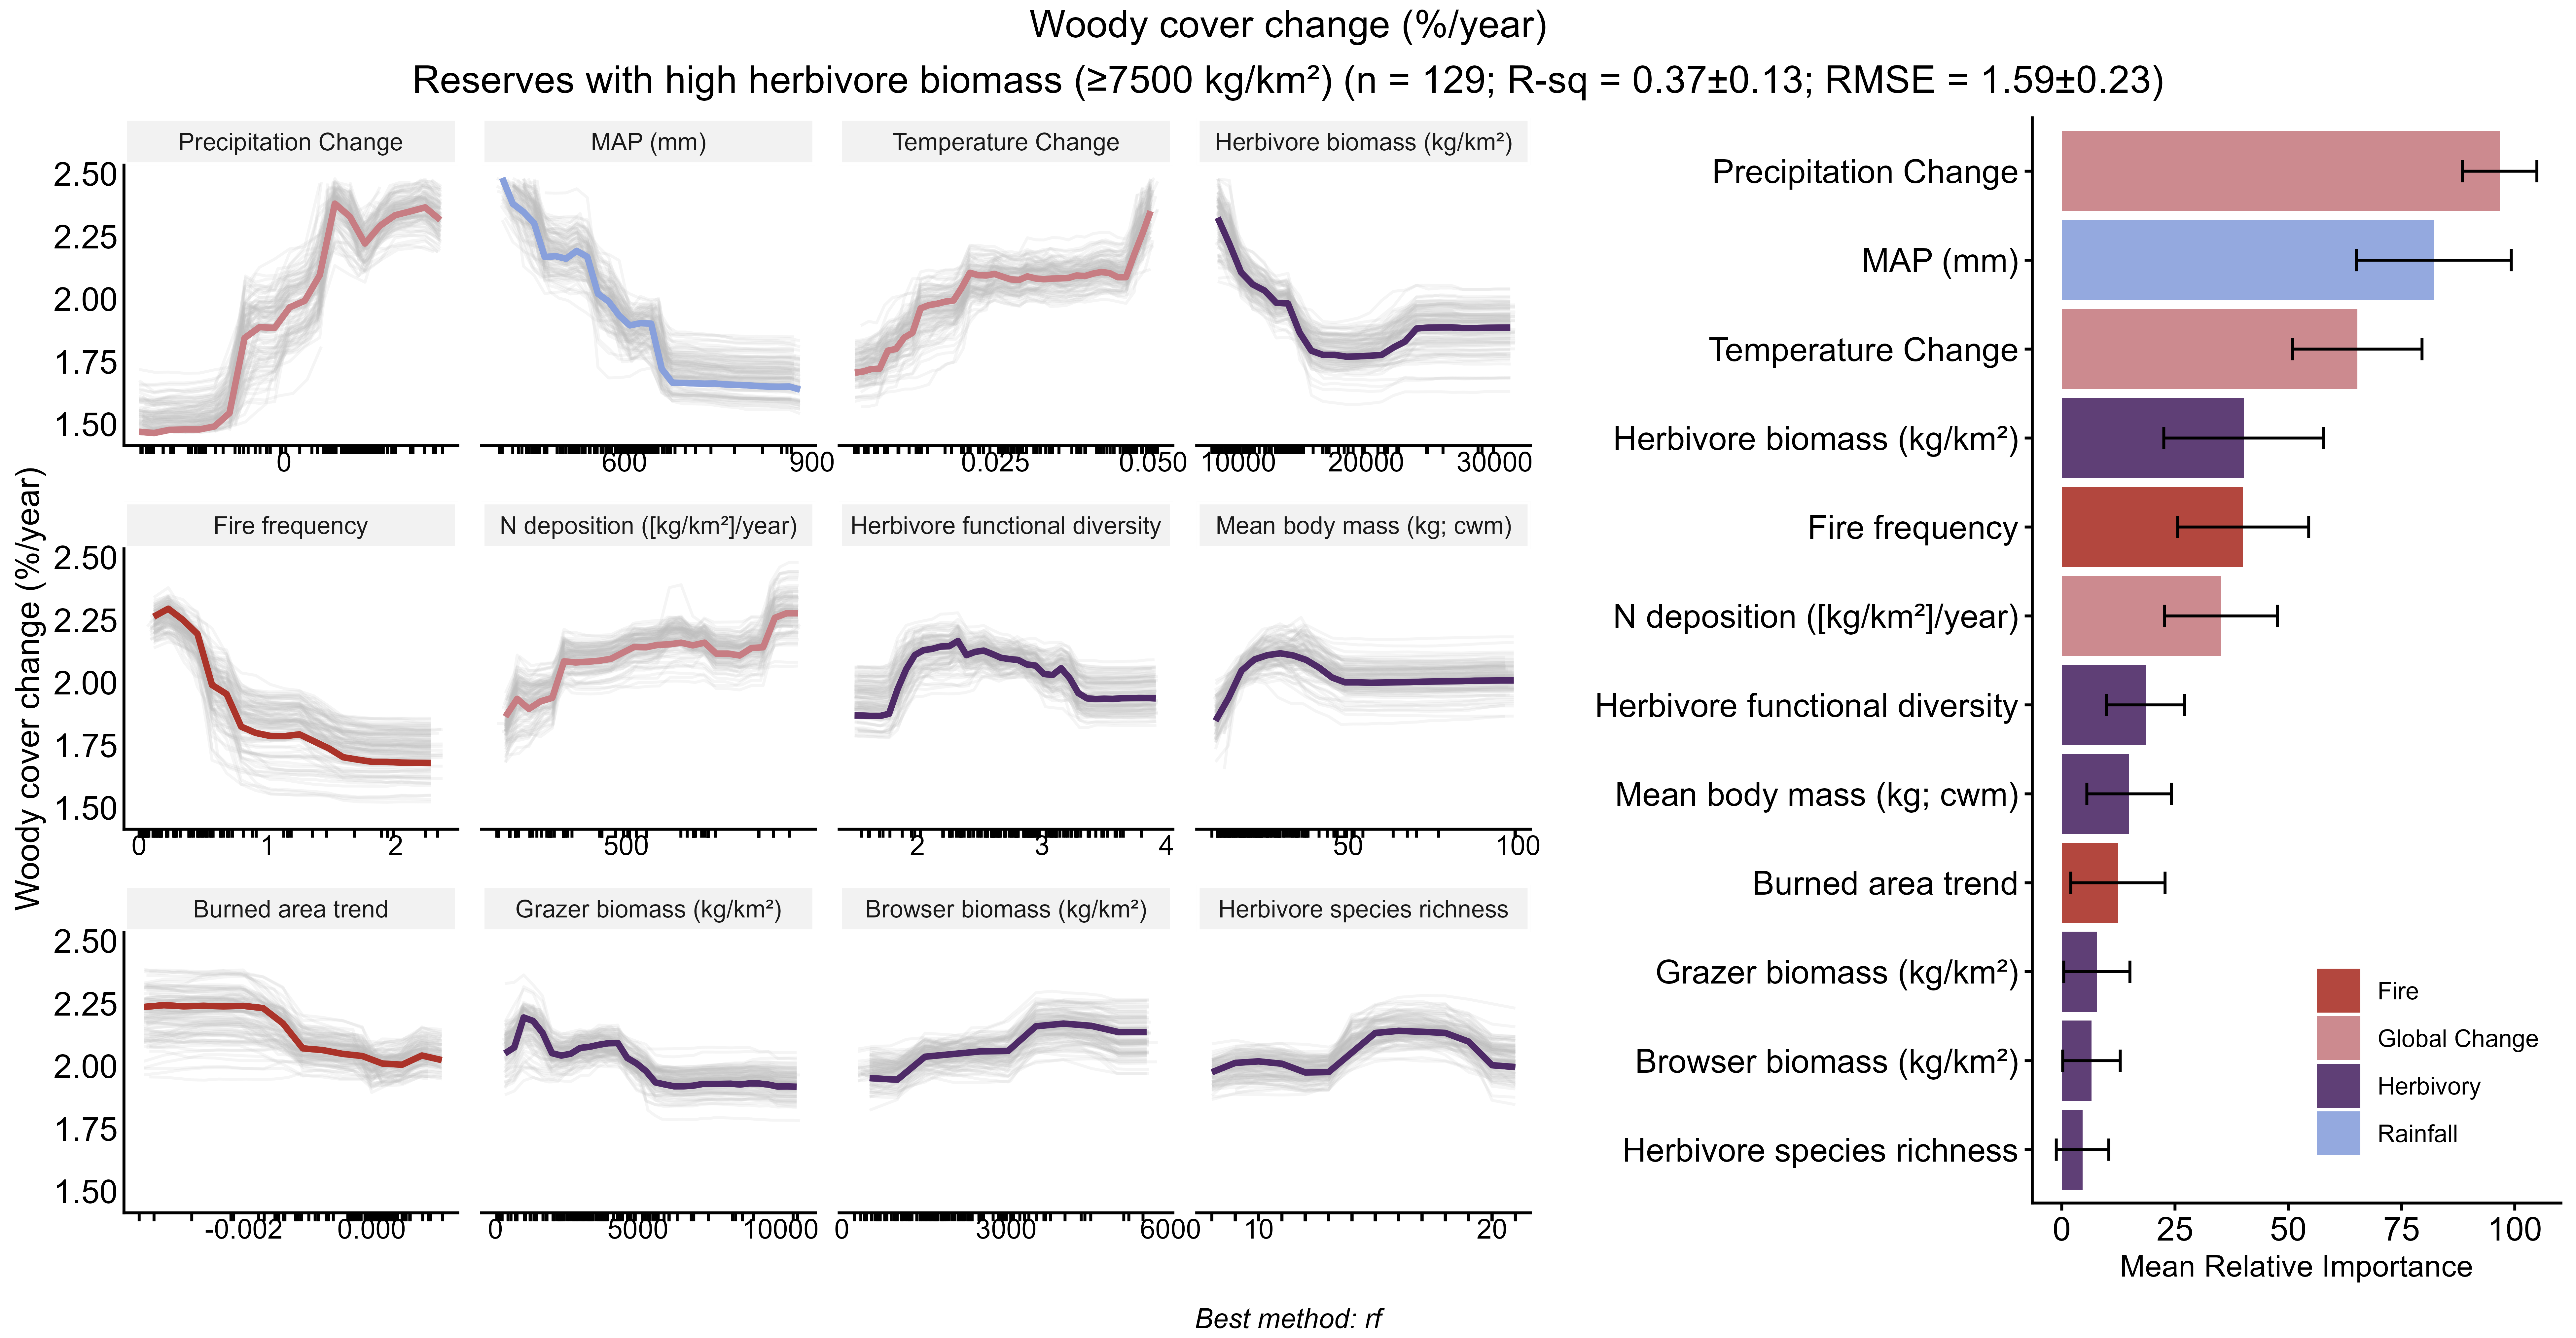 Woody cover change (%/year)
Reserves with high herbivore biomass (≥7500 kg/km²) (n = 129; R-sq = 0.37±0.13; RMSE = 1.59±0.23)
Woody cover change (%/year)
Precipitation Change
MAP (mm)
Temperature Change
Herbivore biomass (kg/km²)
2.50
2.25
2.00
1.75
1.50
0
600 900
0.025 0.050
10000 20000 30000
Fire frequency
N deposition ([kg/km²]/year)
Herbivore functional diversity
Mean body mass (kg; cwm)
2.50
2.25
2.00
1.75
1.50
0 1 2
500
2 3 4
50 100
Burned area trend
Grazer biomass (kg/km²)
Browser biomass (kg/km²)
Herbivore species richness
2.50
2.25
2.00
1.75
1.50
-0.002 0.000
0 5000 10000
0 3000 6000
10 20
Precipitation Change
MAP (mm)
Temperature Change
Herbivore biomass (kg/km²)
Fire frequency
N deposition ([kg/km²]/year)
Herbivore functional diversity
Mean body mass (kg; cwm)
Burned area trend
Grazer biomass (kg/km²)
Browser biomass (kg/km²)
Herbivore species richness
Fire
Global Change
Herbivory
Rainfall
0 25 50 75 100
Mean Relative Importance
Best method: rf